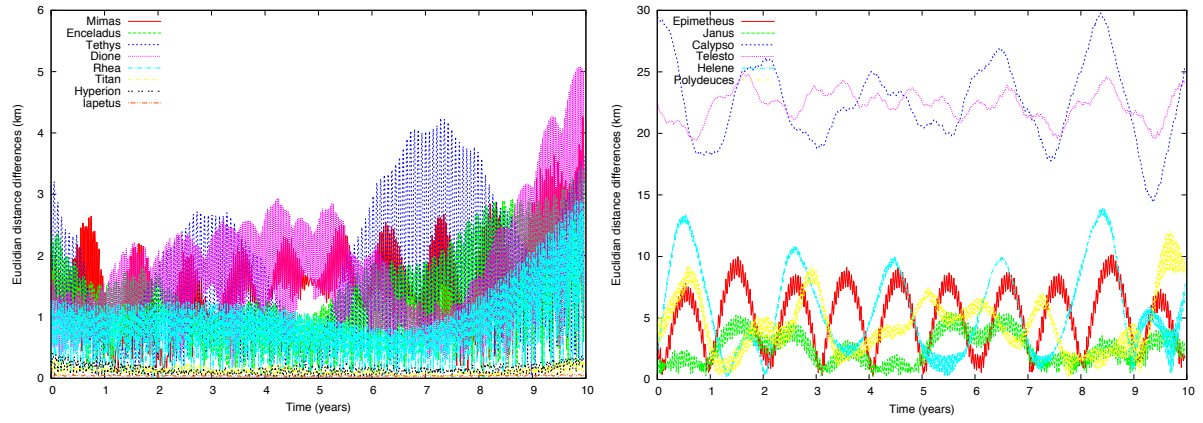 6
5
4
3
2
1
0
Euclidian distance differences (km)
Mimas
Enceladus
Tethys
Dione
Rhea
Titan
Hyperion
Iapetus
0 1 2 3 4 5 6 7 8 9 10
Time (years)
30
25
20
15
10
5
0
Euclidian distance differences (km)
Epimetheus
Janus
Calypso
Telesto
Helene
Polydeuces
0 1 2 3 4 5 6 7 8 9 10
Time (years)